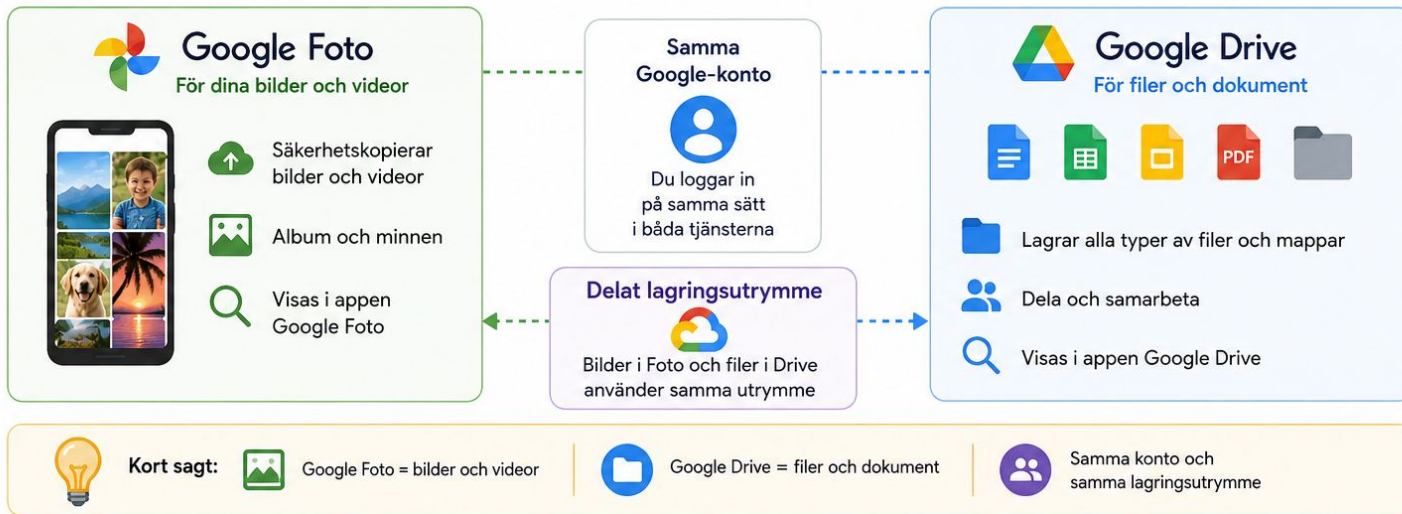 Google Foto
För dina bilder och videor
Säkerhetskopierar
bilder och videor
Album och minnen
Visas i appen
Google Foto
Samma
Google-konto
Du loggar in
på samma sätt
i båda tjänsterna
Delat lagringsutrymme
Bilder i Foto och filer i Drive
använder samma utrymme
Google Drive
För filer och dokument
PDF
Lagrar alla typer av filer och mappar
Dela och samarbeta
Visas i appen Google Drive
Kort sagt:
Google Foto = bilder och videor
Google Drive = filer och dokument
Samma konto och
samma lagringsutrymme